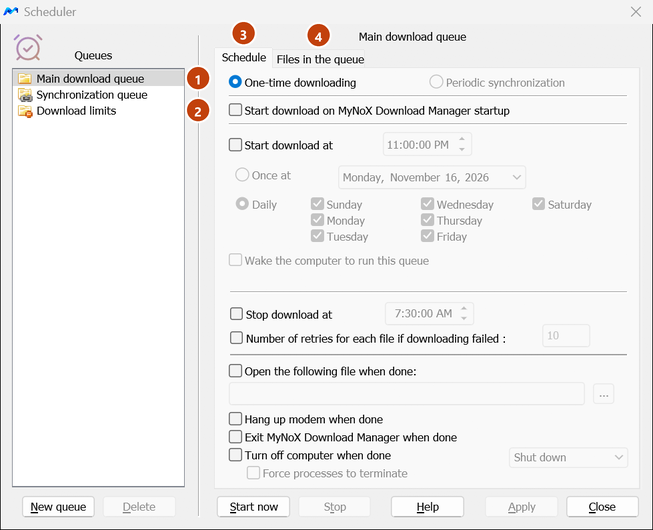 Scheduler
3
4
Main download queue
Queues
Schedule
Files in the queue
Main download queue
1
One-time downloading
Periodic synchronization
Synchronization queue
Download limits
2
Start download on MyNoX Download Manager startup
Start download at
11:00:00 PM
Once at
Monday, November 16, 2026
Daily
Sunday
Wednesday
Saturday
Monday
Thursday
Tuesday
Friday
Wake the computer to run this queue
Stop download at
7:30:00 AM
Number of retries for each file if downloading failed :
10
Open the following file when done:
...
Hang up modem when done
Exit MyNoX Download Manager when done
Turn off computer when done
Shut down
Force processes to terminate
New queue
Delete
Start now
Stop
Help
Apply
Close